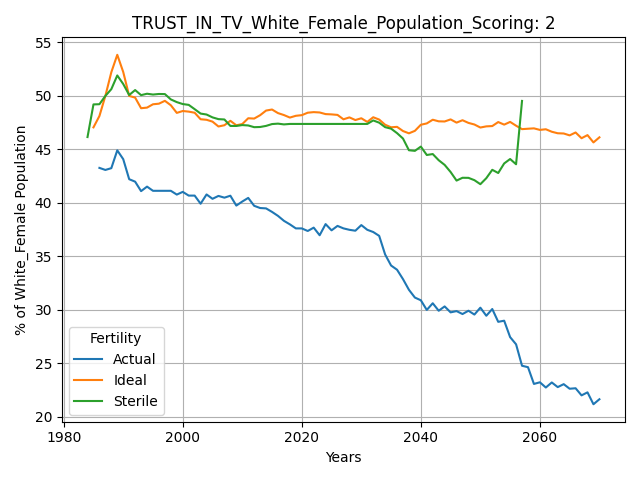 TRUST_IN_TV_White_Female_Population_Scoring: 2
% of White_Female Population
55
50
45
40
35
30
25
20
Fertility
Actual
Ideal
Sterile
1980
2000
2020
2040
2060
Years